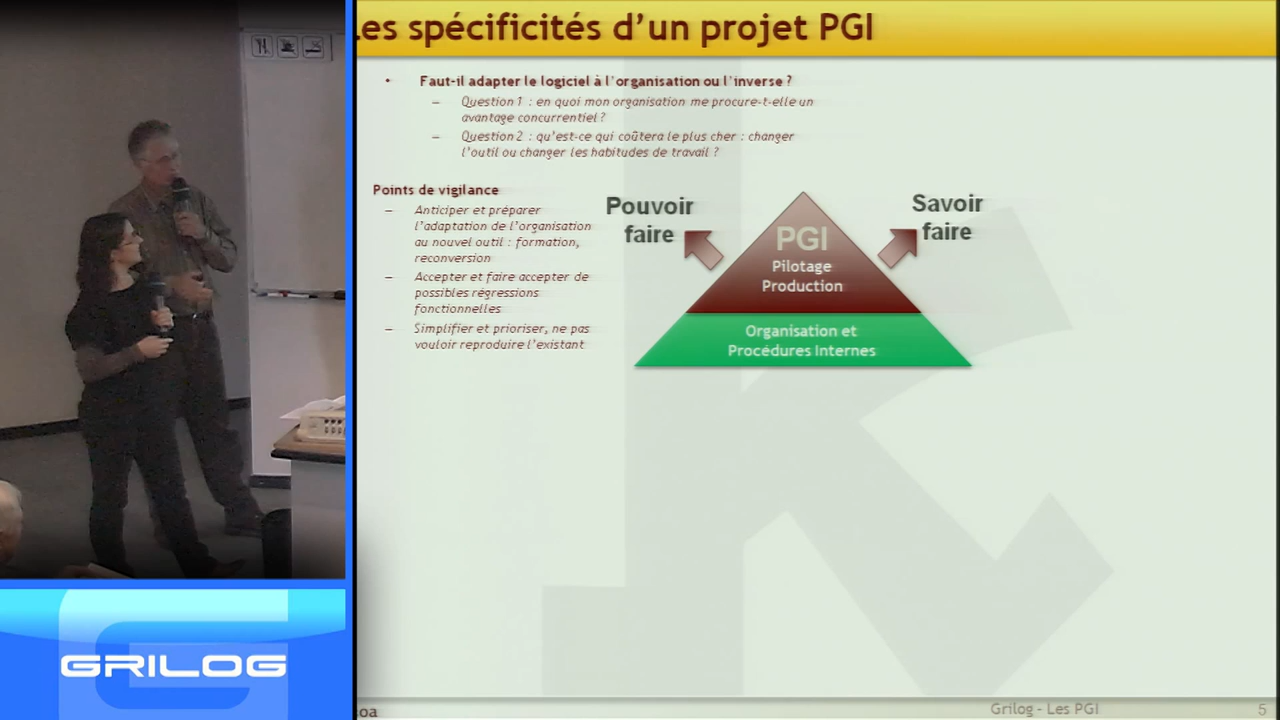 es spécificités d'un projet PGI
• Faut-il adapter le logiciel à l'organisation ou l'inverse ?
– Question 1 : en quoi mon organisation me procure-t-elle un
avantage concurrentiel ?
– Question 2 : qu'est-ce qui coûtera le plus cher : changer
l'outil ou changer les habitudes de travail ?
Points de vigilance
– Anticiper et préparer
l'adaptation de l'organisation
au nouvel outil : formation,
reconversion
– Accepter et faire accepter de
possibles régressions
fonctionnelles
– Simplifier et prioriser, ne pas
vouloir reproduire l'existant
Pouvoir
faire
Savoir
faire
PGI
Pilotage
Production
Organisation et
Procédures Internes
GRILOG
oa
Grilog - Les PGI
5